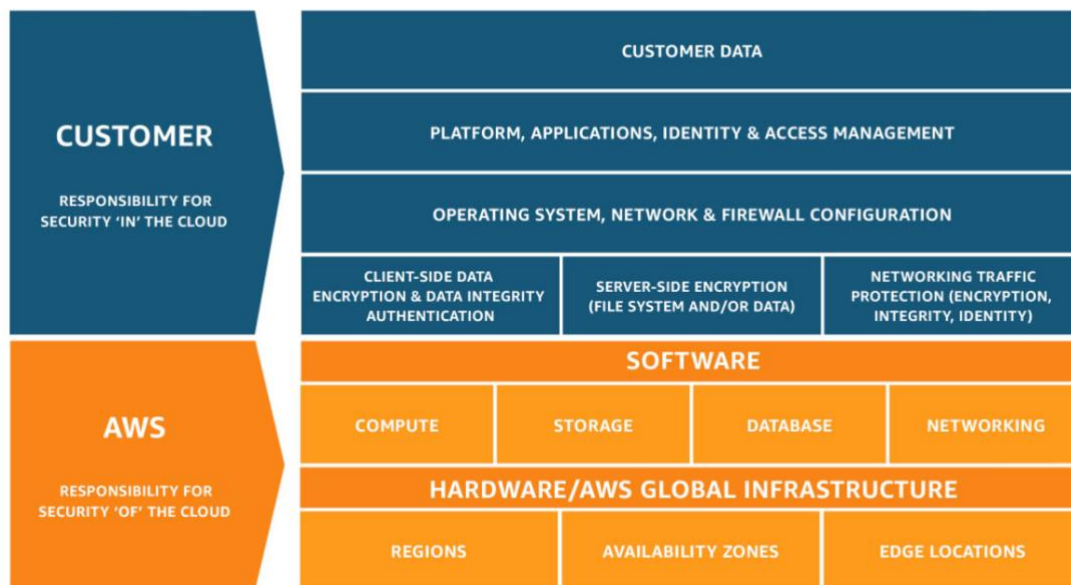 CUSTOMER
RESPONSIBILITY FOR
SECURITY ‘IN’ THE CLOUD
CUSTOMER DATA
PLATFORM, APPLICATIONS, IDENTITY & ACCESS MANAGEMENT
OPERATING SYSTEM, NETWORK & FIREWALL CONFIGURATION
CLIENT-SIDE DATA
ENCRYPTION & DATA INTEGRITY
AUTHENTICATION
SERVER-SIDE ENCRYPTION
(FILE SYSTEM AND/OR DATA)
NETWORKING TRAFFIC
PROTECTION (ENCRYPTION,
INTEGRITY, IDENTITY)
AWS
RESPONSIBILITY FOR
SECURITY ‘OF’ THE CLOUD
SOFTWARE
COMPUTE
STORAGE
DATABASE
NETWORKING
HARDWARE/AWS GLOBAL INFRASTRUCTURE
REGIONS
AVAILABILITY ZONES
EDGE LOCATIONS